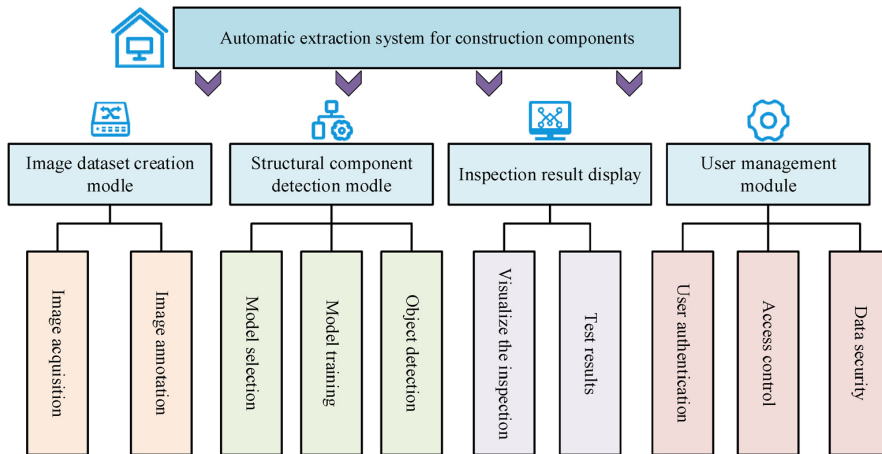 Automatic extraction system for construction components
Image dataset creation
modle
Structural component
detection modle
Inspection result display
User management
module
Image acquisition
Image annotation
Model selection
Model training
Object detection
Visualize the inspection
Test results
User authentication
Access control
Data security